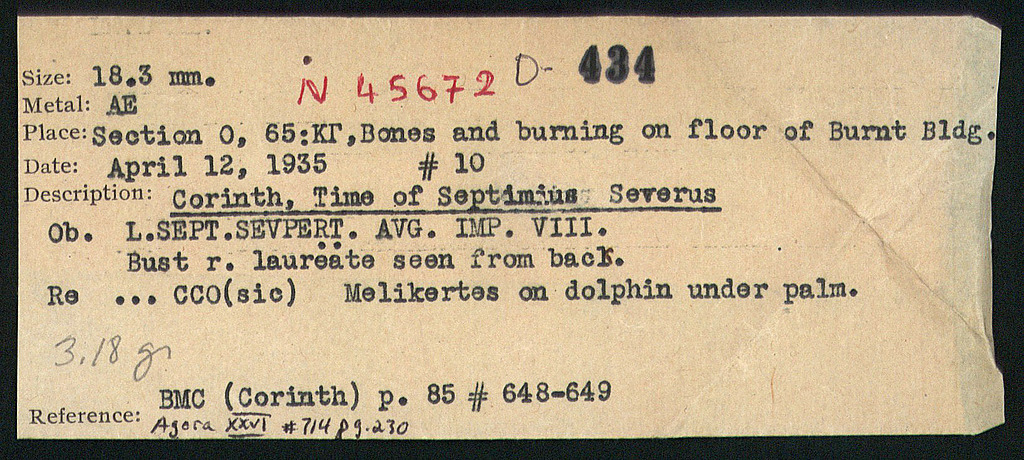 Size: 18.3 mm. N 45672 D- 434
Metal: AE
Place: Section O, 65:ΚΓ, Bones and burning on floor of Burnt Bldg.
Date: April 12, 1935 # 10
Description: Corinth, Time of Septimius Severus
Ob. L.SEPT.SEVPERT. AVG. IMP. VIII.
Bust r. laureate seen from back.
Re ... CCO(sic) Melikertes on dolphin under palm.
3.18 gr
BMC (Corinth) p. 85 # 648-649
Reference: Agora XXVI #714 pg.230